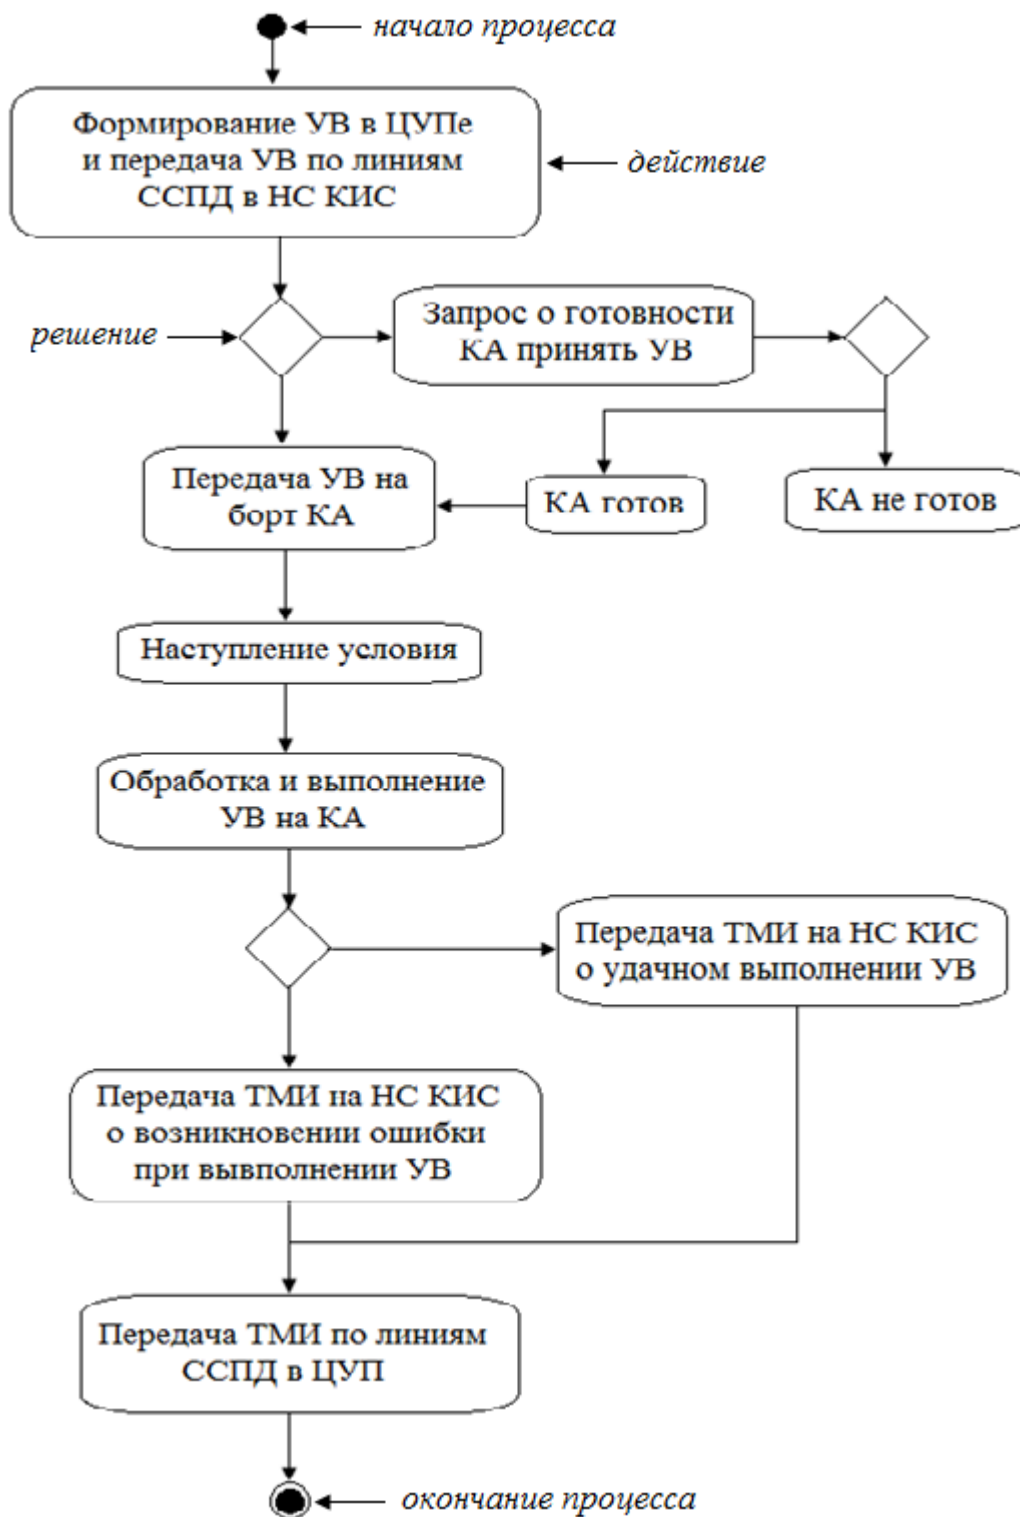 начало процесса
Формирование УВ в ЦУПе
и передача УВ по линиям
ССПД в НС КИС
действие
решение
Запрос о готовности
КА принять УВ
Передача УВ на
борт КА
КА готов
КА не готов
Наступление условия
Обработка и выполнение
УВ на КА
Передача ТМИ на НС КИС
о удачном выполнении УВ
Передача ТМИ на НС КИС
о возникновении ошибки
при вывполнении УВ
Передача ТМИ по линиям
ССПД в ЦУП
окончание процесса